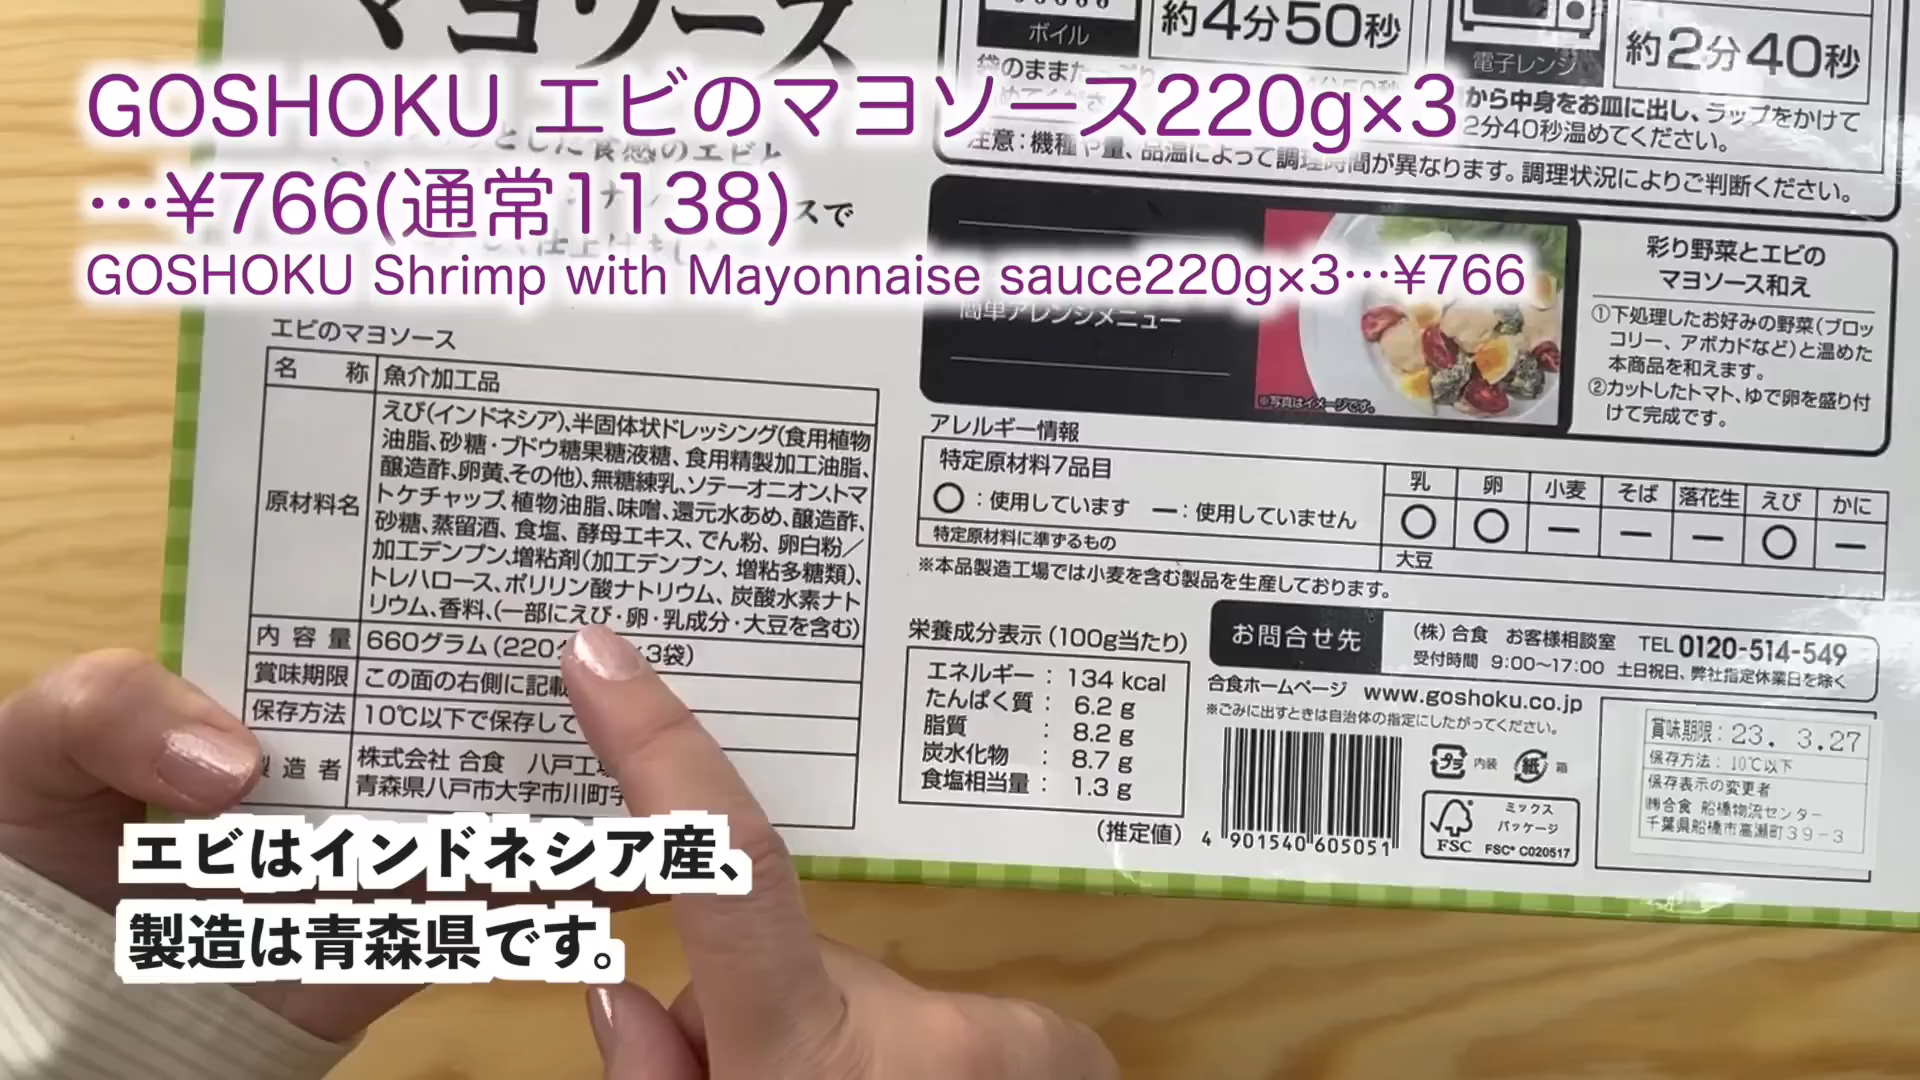 マヨソース
GOSHOKU エビのマヨソース220g×3
…¥766(通常1138)
GOSHOKU Shrimp with Mayonnaise sauce220g×3…¥766
ボイル
約4分50秒
電子レンジ
約2分40秒
から中身をお皿に出し、ラップをかけて
2分40秒温めてください。
注意:機種や量、品温によって調理時間が異なります。調理状況によりご判断ください。
簡単アレンジメニュー
※写真はイメージです。
彩り野菜とエビの
マヨソース和え
①下処理したお好みの野菜(ブロッ
コリー、アボカドなど)と温めた
本商品を和えます。
②カットしたトマト、ゆで卵を盛り付
けて完成です。
エビのマヨソース
名 称 魚介加工品
原材料名
えび(インドネシア)、半固体状ドレッシング(食用植物
油脂、砂糖・ブドウ糖果糖液糖、食用精製加工油脂、
醸造酢、卵黄、その他)、無糖練乳、ソテーオニオン、トマ
トケチャップ、植物油脂、味噌、還元水あめ、醸造酢、
砂糖、蒸留酒、食塩、酵母エキス、でん粉、卵白粉/
加工デンプン、増粘剤(加工デンプン、増粘多糖類)、
トレハロース、ポリリン酸ナトリウム、炭酸水素ナト
リウム、香料、(一部にえび・卵・乳成分・大豆を含む)
内容量 660グラム(220 ×3袋)
賞味期限 この面の右側に記載
保存方法 10℃以下で保存して
製造者 株式会社 合食 八戸工場
青森県八戸市大字市川町字
アレルギー情報
特定原材料7品目
○:使用しています ー:使用していません
乳 卵 小麦 そば 落花生 えび かに
○ ○ ー ー ー ○ ー
特定原材料に準ずるもの 大豆
※本品製造工場では小麦を含む製品を生産しております。
栄養成分表示(100g当たり)
エネルギー : 134 kcal
たんぱく質 : 6.2 g
脂質 : 8.2 g
炭水化物 : 8.7 g
食塩相当量 : 1.3 g
(推定値)
お問合せ先
(株)合食 お客様相談室 TEL 0120-514-549
受付時間 9:00~17:00 土日祝日、弊社指定休業日を除く
合食ホームページ www.goshoku.co.jp
※ごみに出すときは自治体の指定にしたがってください。
4 901540 605051
プラ 内装 紙 箱
ミックス
パッケージ
FSC FSC® C020517
賞味期限:23. 3.27
保存方法:10℃以下
保存表示の変更者
㈱合食 船橋物流センター
千葉県船橋市高瀬町39-3
エビはインドネシア産、
製造は青森県です。